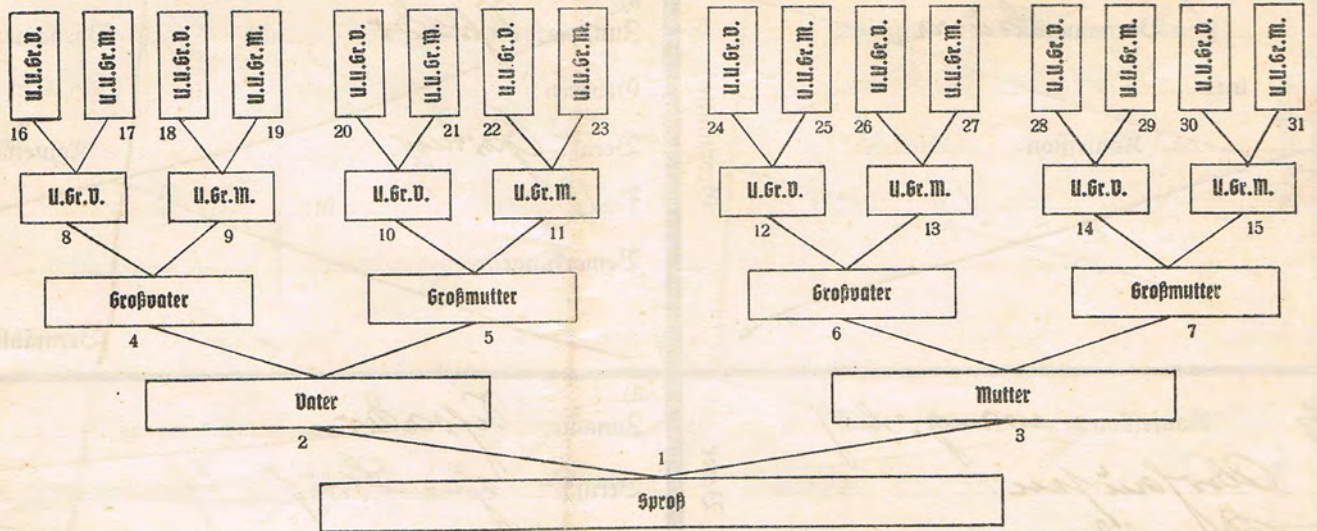 U.U.Gr.V. U.U.Gr.M. U.U.Gr.V. U.U.Gr.M. U.U.Gr.V. U.U.Gr.M. U.U.Gr.V. U.U.Gr.M. U.U.Gr.V. U.U.Gr.M. U.U.Gr.V. U.U.Gr.M. U.U.Gr.V. U.U.Gr.M. U.U.Gr.V. U.U.Gr.M.
16 17 18 19 20 21 22 23 24 25 26 27 28 29 30 31
U.Gr.V. U.Gr.M. U.Gr.V. U.Gr.M. U.Gr.V. U.Gr.M. U.Gr.V. U.Gr.M.
8 9 10 11 12 13 14 15
Großvater Großmutter Großvater Großmutter
4 5 6 7
Vater Mutter
2 3
1
Sproß